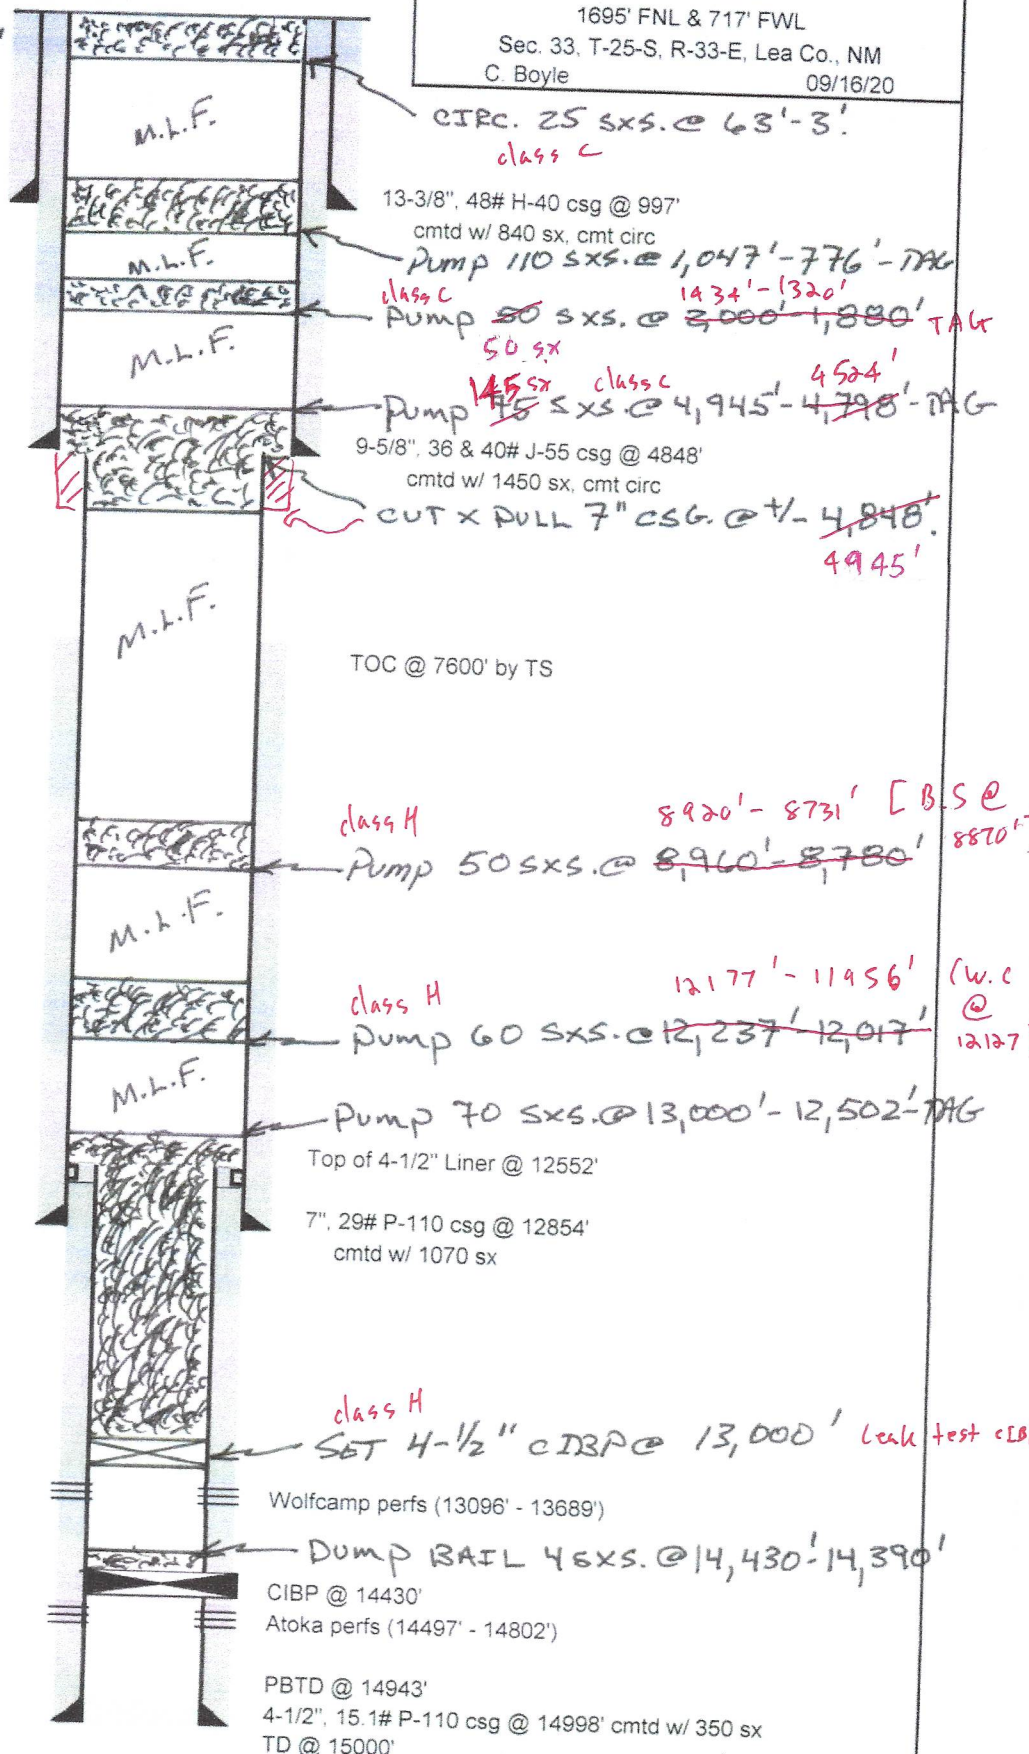 1695' FNL & 717' FWL
Sec. 33, T-25-S, R-33-E, Lea Co., NM
C. Boyle 09/16/20
M.L.F.
CIRC. 25 SXS. @ 63'-3'.
class C
13-3/8", 48# H-40 csg @ 997'
cmtd w/ 840 sx, cmt circ
M.L.F.
Pump 110 SXS. @ 1,047'-776'-TAG
class C 1434'-1320'
Pump 50 SXS. @ 2,000'-1,880' TAG
50 sx
M.L.F.
145 sx class C 4524'
Pump 75 SXS. @ 4,945'-4,798'-TAG
9-5/8", 36 & 40# J-55 csg @ 4848'
cmtd w/ 1450 sx, cmt circ
CUT X PULL 7" CSG. @ +/- 4,848'.
4945'
M.L.F.
TOC @ 7600' by TS
class H 8920'-8731' [B.S @
8870']
Pump 50 SXS. @ 8,960'-8,780'
M.L.F.
class H 12177'-11956' (W.C
@
12127
Pump 60 SXS. @ 12,237'-12,017'
M.L.F.
Pump 70 SXS. @ 13,000'-12,502'-TAG
Top of 4-1/2" Liner @ 12552'
7", 29# P-110 csg @ 12854'
cmtd w/ 1070 sx
class H
SET 4-1/2" CIBP @ 13,000' Leak test CIB
Wolfcamp perfs (13096' - 13689')
Dump BAIL 4 SXS. @ 14,430'-14,390'
CIBP @ 14430'
Atoka perfs (14497' - 14802')
PBTD @ 14943'
4-1/2", 15.1# P-110 csg @ 14998' cmtd w/ 350 sx
TD @ 15000'